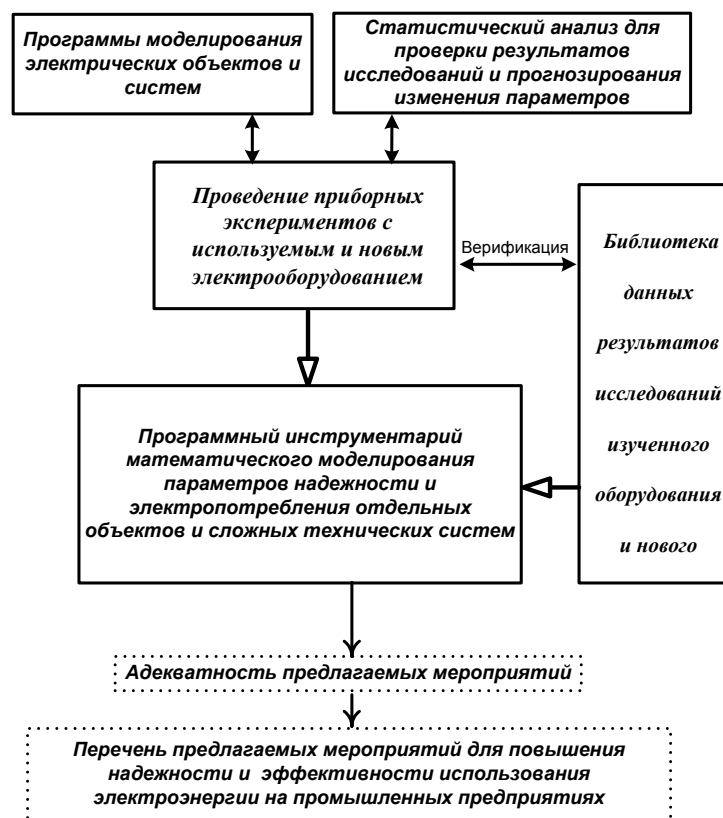 Программы моделирования
электрических объектов и
систем
Статистический анализ для
проверки результатов
исследований и прогнозирования
изменения параметров
Проведение приборных
экспериментов с
используемым и новым
электрооборудованием
Верификация
Библиотека
данных
результатов
исследований
изученного
оборудования
и нового
Программный инструментарий
математического моделирования
параметров надежности и
электропотребления отдельных
объектов и сложных технических систем
Адекватность предлагаемых мероприятий
Перечень предлагаемых мероприятий для повышения
надежности и эффективности использования
электроэнергии на промышленных предприятиях